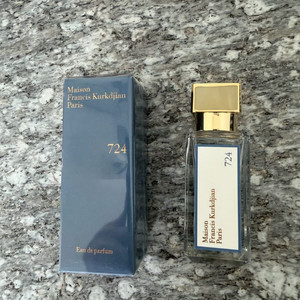 Maison
Francis Kurkdjian
Paris
724
Eau de parfum
724
Maison
Francis Kurkdjian
Paris